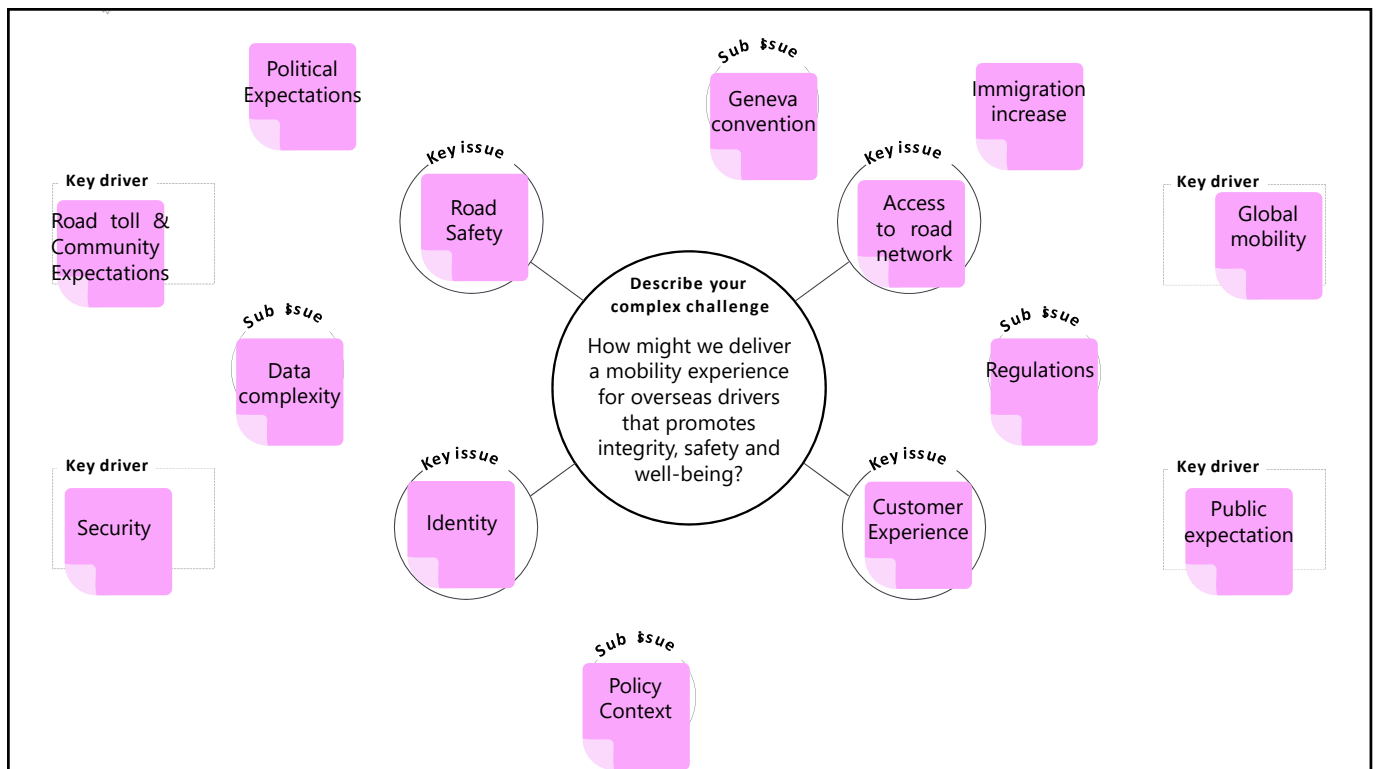 Political
Expectations
Sub issue
Geneva
convention
Immigration
increase
Key issue
Road
Safety
Key issue
Access
to road
network
Key driver
Road toll &
Community
Expectations
Key driver
Global
mobility
Describe your
complex challenge
How might we deliver
a mobility experience
for overseas drivers
that promotes
integrity, safety and
well-being?
Sub issue
Data
complexity
Sub issue
Regulations
Key driver
Security
Key issue
Identity
Key issue
Customer
Experience
Key driver
Public
expectation
Sub issue
Policy
Context